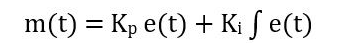 m(t) = Kₚ e(t) + Kᵢ ∫ e(t)